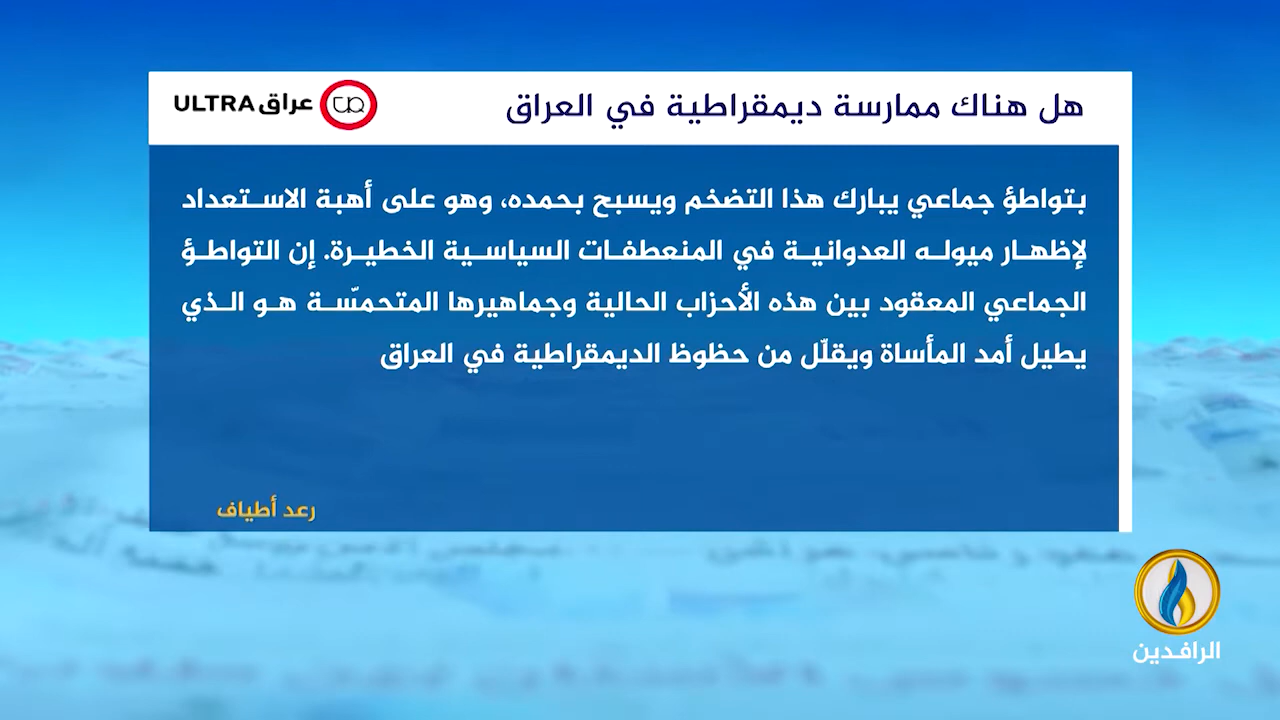 هل هناك ممارسة ديمقراطية في العراق
ULTRA عراق
بتواطؤ جماعي يبارك هذا التضخم ويسبح بحمده، وهو على أهبة الاستعداد
لإظهار ميوله العدوانية في المنعطفات السياسية الخطيرة. إن التواطؤ
الجماعي المعقود بين هذه الأحزاب الحالية وجماهيرها المتحمّسة هو الذي
يطيل أمد المأساة ويقلّل من حظوظ الديمقراطية في العراق
رعد أطياف
الرافدين